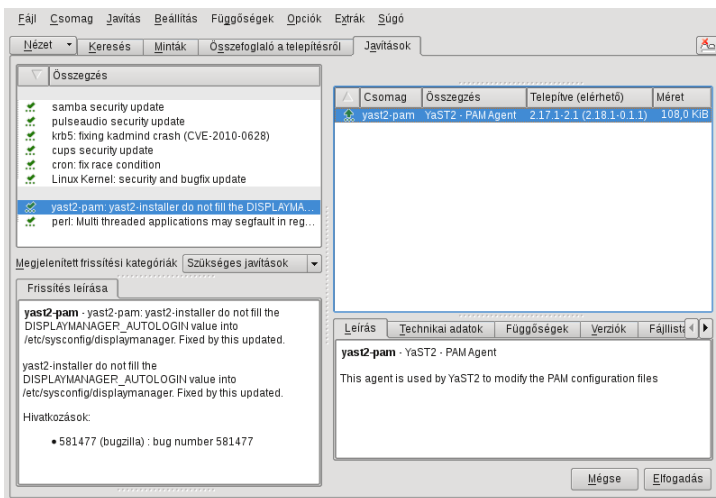 Fájl Csomag Javítás Beállítás Függőségek Opciók Extrák Súgó
Nézet Keresés Minták Összefoglaló a telepítésről Javítások
Összegzés
samba security update
pulseaudio security update
krb5: fixing kadmind crash (CVE-2010-0628)
cups security update
cron: fix race condition
Linux Kernel: security and bugfix update
yast2-pam: yast2-installer do not fill the DISPLAYMA...
perl: Multi threaded applications may segfault in reg...
Megjelenített frissítési kategóriák Szükséges javítások
Frissítés leírása
yast2-pam - yast2-pam: yast2-installer do not fill the
DISPLAYMANAGER_AUTOLOGIN value into
/etc/sysconfig/displaymanager. Fixed by this updated.
yast2-installer do not fill the
DISPLAYMANAGER_AUTOLOGIN value into
/etc/sysconfig/displaymanager. Fixed by this updated.
Hivatkozások:
• 581477 (bugzilla) : bug number 581477
Csomag Összegzés Telepítve (elérhető) Méret
yast2-pam YaST2 - PAM Agent 2.17.1-2.1 (2.18.1-0.1.1) 108,0 KiB
Leírás Technikai adatok Függőségek Verziók Fájllista
yast2-pam - YaST2 - PAM Agent
This agent is used by YaST2 to modify the PAM configuration files
Mégse Elfogadás